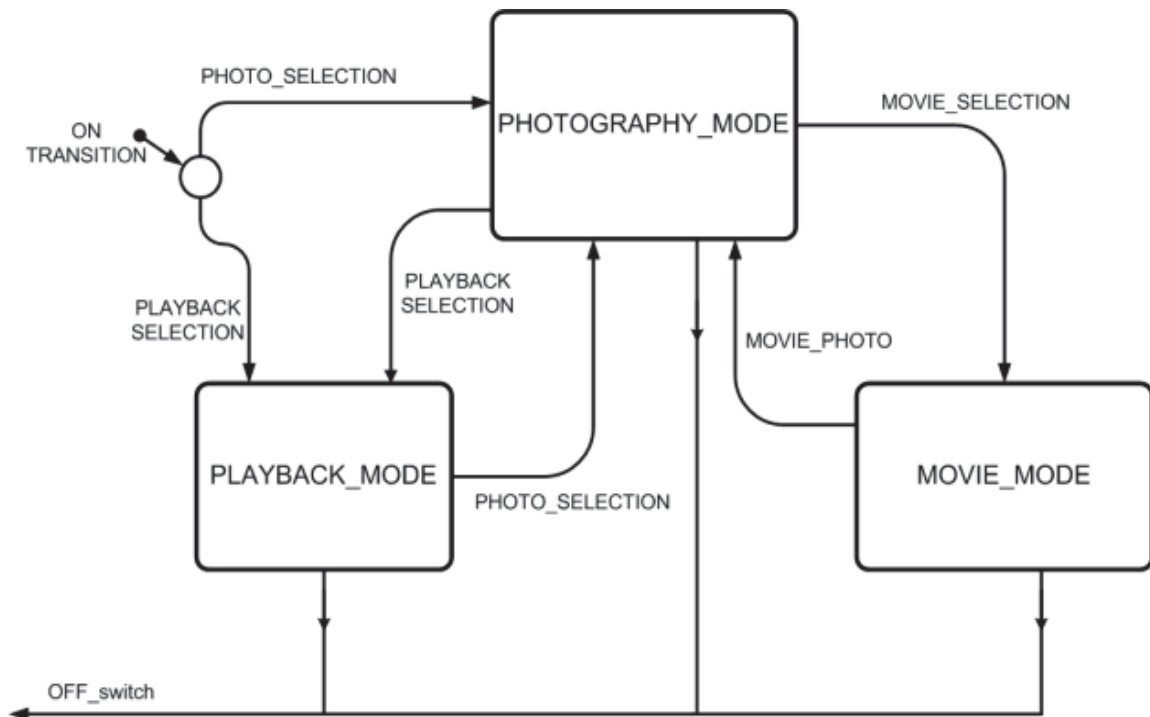 PHOTO_SELECTION
MOVIE_SELECTION
PHOTOGRAPHY_MODE
ON
TRANSITION
PLAYBACK
SELECTION
PLAYBACK
SELECTION
MOVIE_PHOTO
PLAYBACK_MODE
MOVIE_MODE
PHOTO_SELECTION
OFF_switch